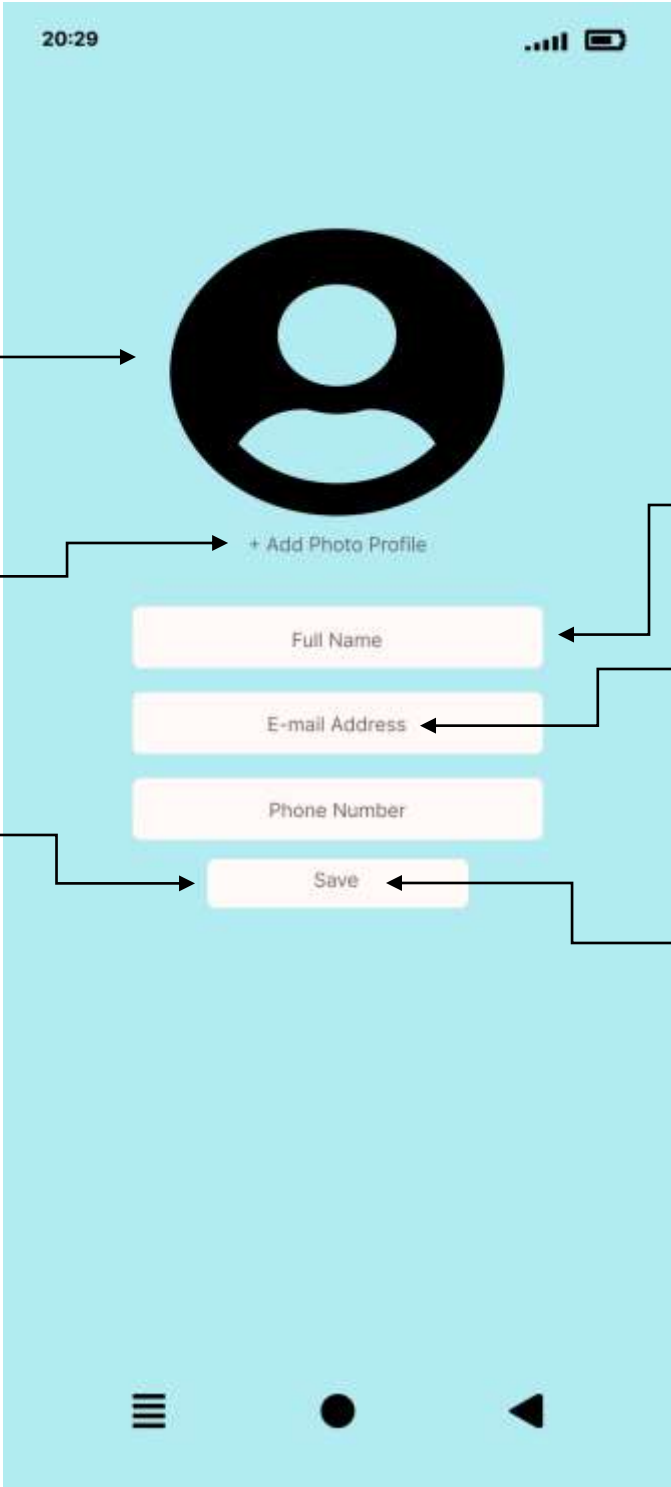 20:29
+ Add Photo Profile
Full Name
E-mail Address
Phone Number
Save